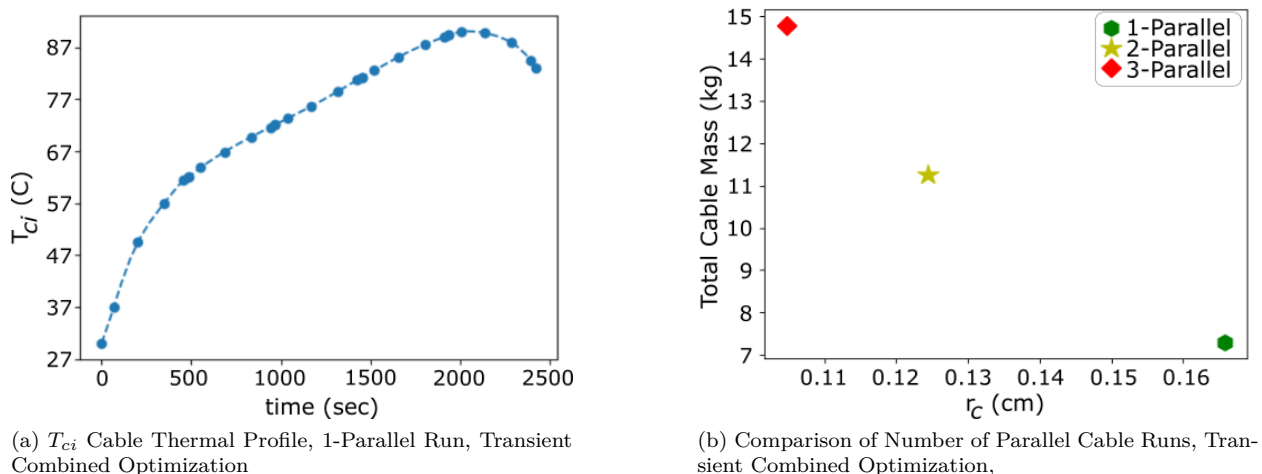 87
77
67
57
47
37
27
T_ci (C)
0 500 1000 1500 2000 2500
time (sec)
(a) T_ci Cable Thermal Profile, 1-Parallel Run, Transient
Combined Optimization
15
14
13
12
11
10
9
8
7
Total Cable Mass (kg)
1-Parallel
2-Parallel
3-Parallel
0.11 0.12 0.13 0.14 0.15 0.16
r_c (cm)
(b) Comparison of Number of Parallel Cable Runs, Tran-
sient Combined Optimization,